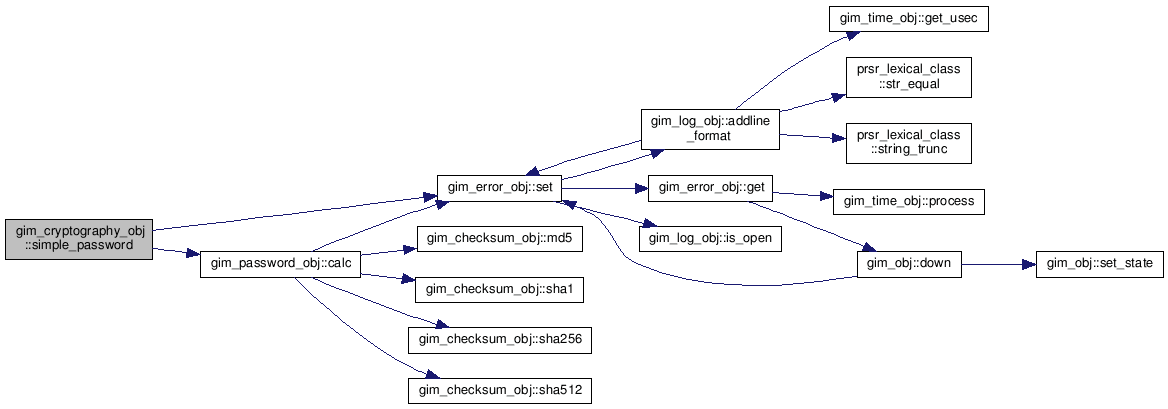 gim_cryptography_obj
::simple_password
gim_error_obj::set
gim_password_obj::calc
gim_checksum_obj::md5
gim_checksum_obj::sha1
gim_checksum_obj::sha256
gim_checksum_obj::sha512
gim_log_obj::addline
_format
gim_error_obj::get
gim_log_obj::is_open
gim_time_obj::get_usec
prsr_lexical_class
::str_equal
prsr_lexical_class
::string_trunc
gim_time_obj::process
gim_obj::down
gim_obj::set_state